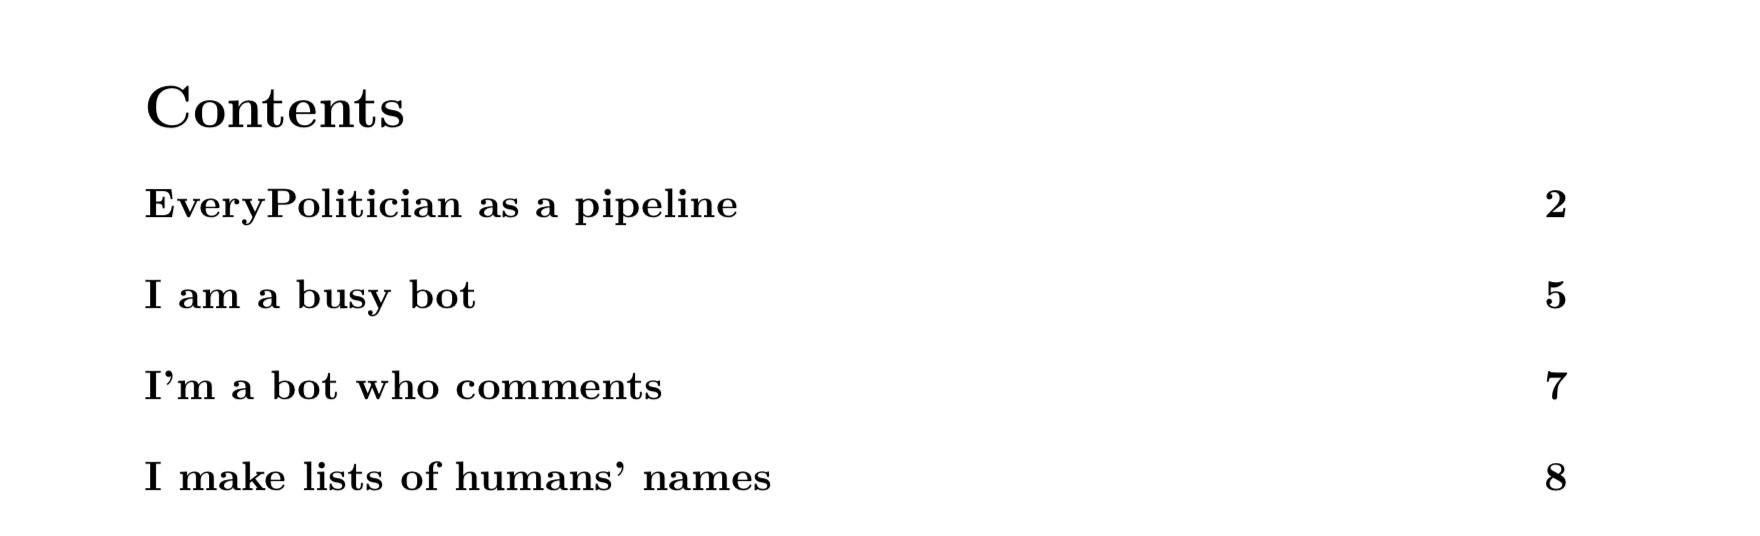 Contents
EveryPolitician as a pipeline 2
I am a busy bot 5
I’m a bot who comments 7
I make lists of humans’ names 8